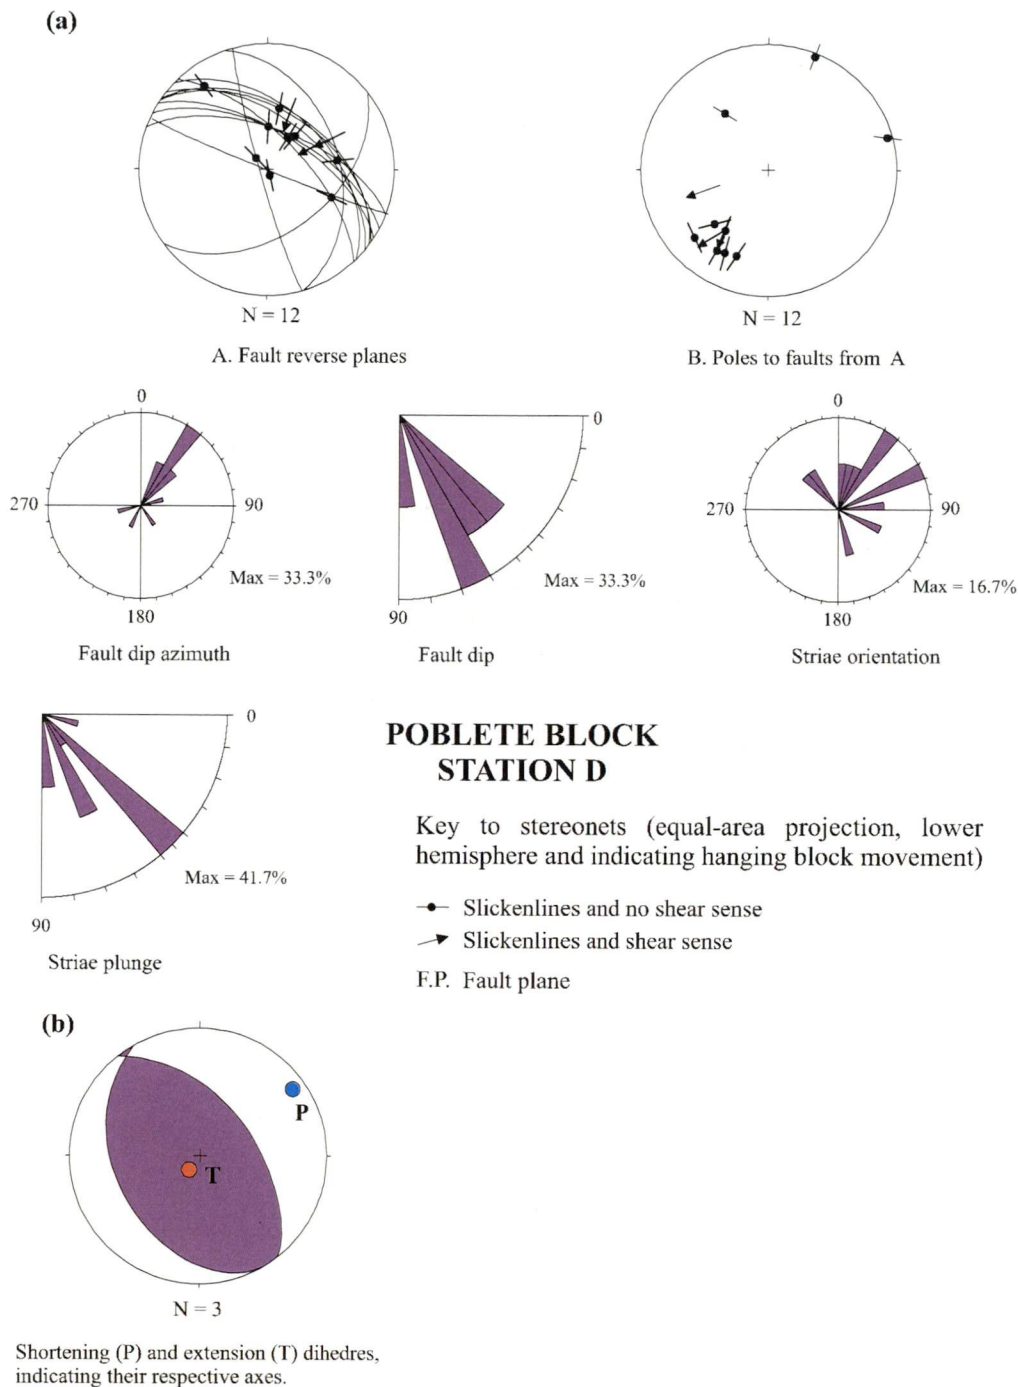 (a)
N = 12
A. Fault reverse planes
N = 12
B. Poles to faults from A
0
270
90
Max = 33.3%
180
Fault dip azimuth
0
Max = 33.3%
90
Fault dip
0
270
90
Max = 16.7%
180
Striae orientation
0
Max = 41.7%
90
Striae plunge
POBLETE BLOCK
STATION D
Key to stereonets (equal-area projection, lower
hemisphere and indicating hanging block movement)
Slickenlines and no shear sense
Slickenlines and shear sense
F.P. Fault plane
(b)
P
T
N = 3
Shortening (P) and extension (T) dihedres,
indicating their respective axes.